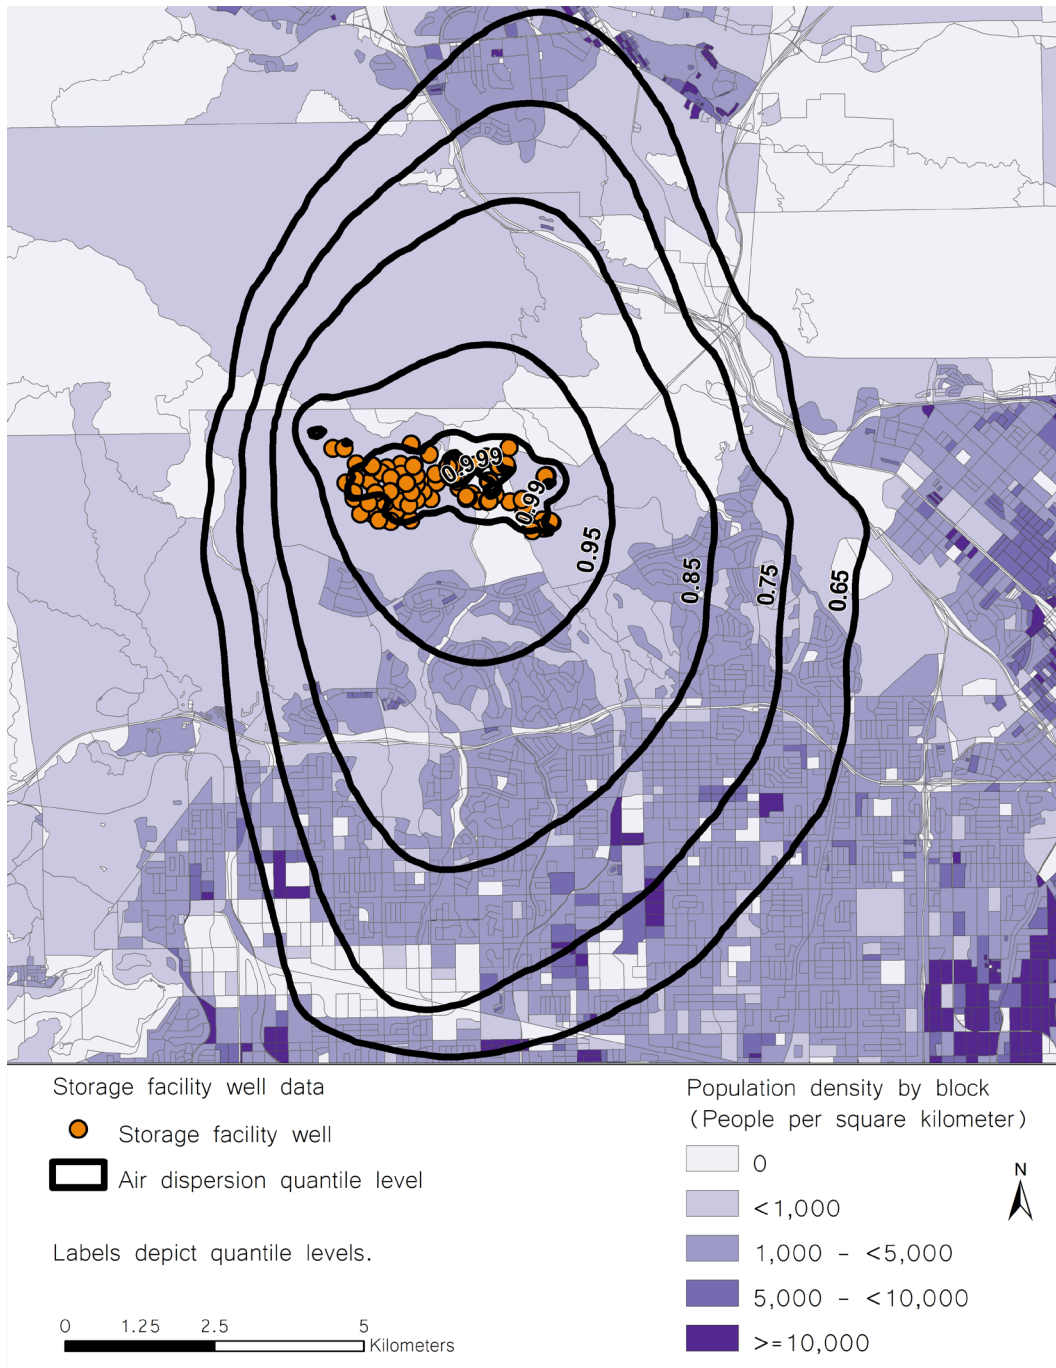 0.999
0.99
0.95
0.85
0.75
0.65
Storage facility well data
Storage facility well
Air dispersion quantile level
Labels depict quantile levels.
0 1.25 2.5 5
Kilometers
Population density by block
(People per square kilometer)
0
<1,000
1,000 - <5,000
5,000 - <10,000
>=10,000
N